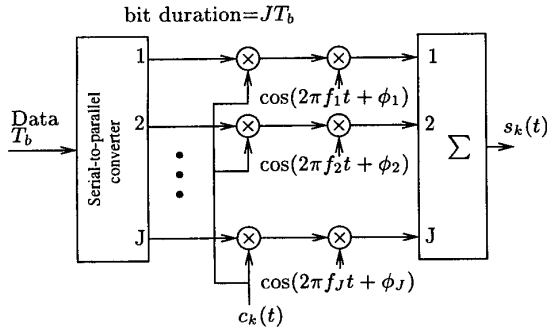 bit duration=JT_b
Data
T_b
Serial-to-parallel
converter
1
2
J
cos(2πf_1t + ϕ_1)
cos(2πf_2t + ϕ_2)
cos(2πf_Jt + ϕ_J)
c_k(t)
1
2
J
Σ
s_k(t)